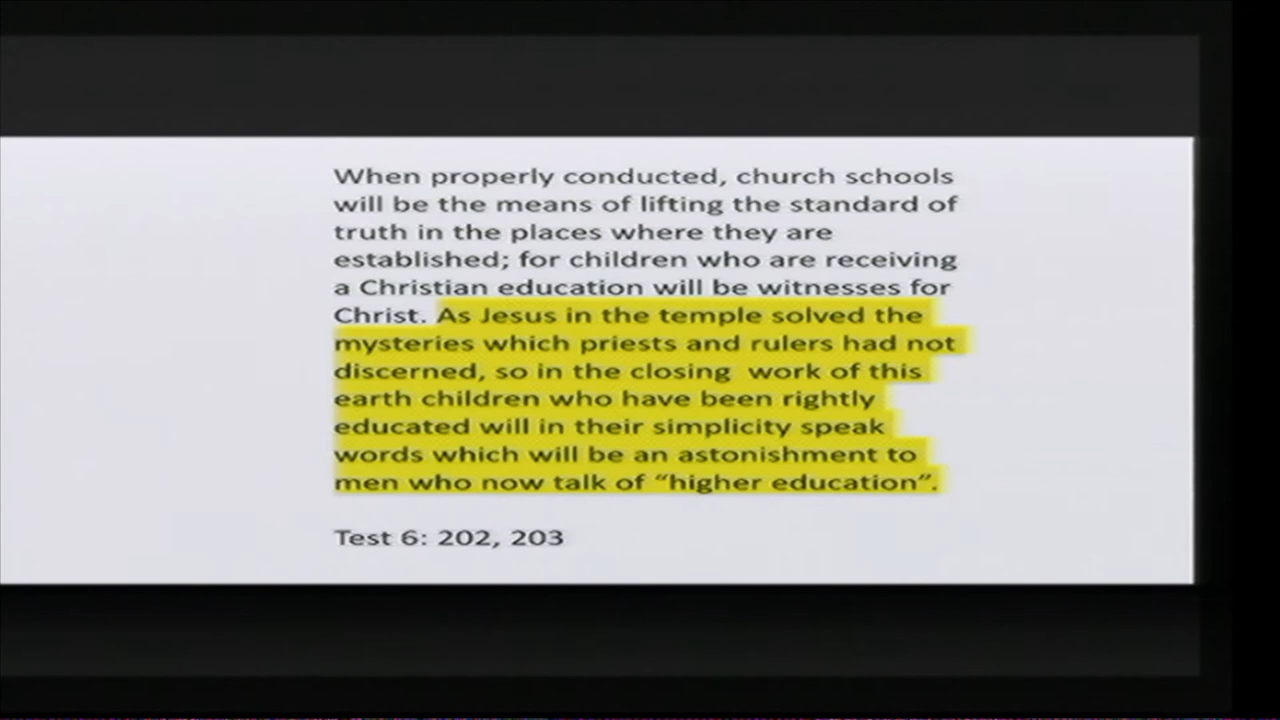 When properly conducted, church schools
will be the means of lifting the standard of
truth in the places where they are
established; for children who are receiving
a Christian education will be witnesses for
Christ. As Jesus in the temple solved the
mysteries which priests and rulers had not
discerned, so in the closing work of this
earth children who have been rightly
educated will in their simplicity speak
words which will be an astonishment to
men who now talk of “higher education”.
Test 6: 202, 203